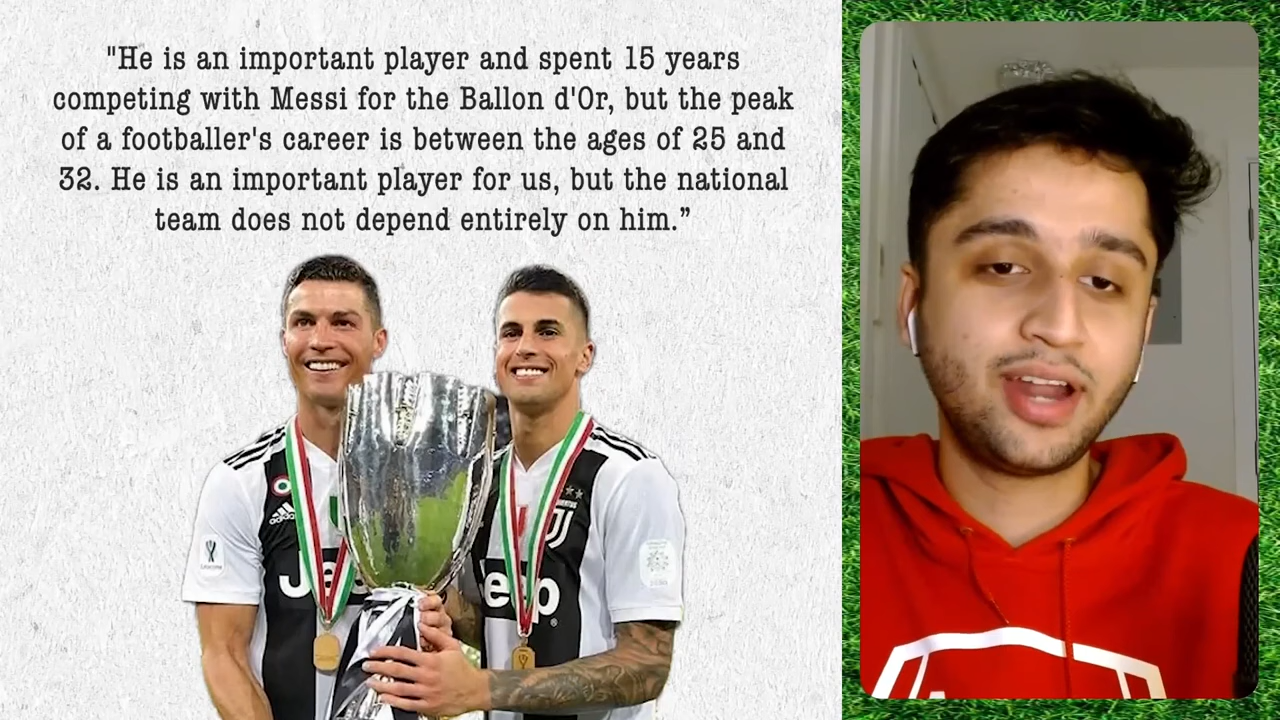 "He is an important player and spent 15 years
competing with Messi for the Ballon d'Or, but the peak
of a footballer's career is between the ages of 25 and
32. He is an important player for us, but the national
team does not depend entirely on him.”
adidas
Jeep